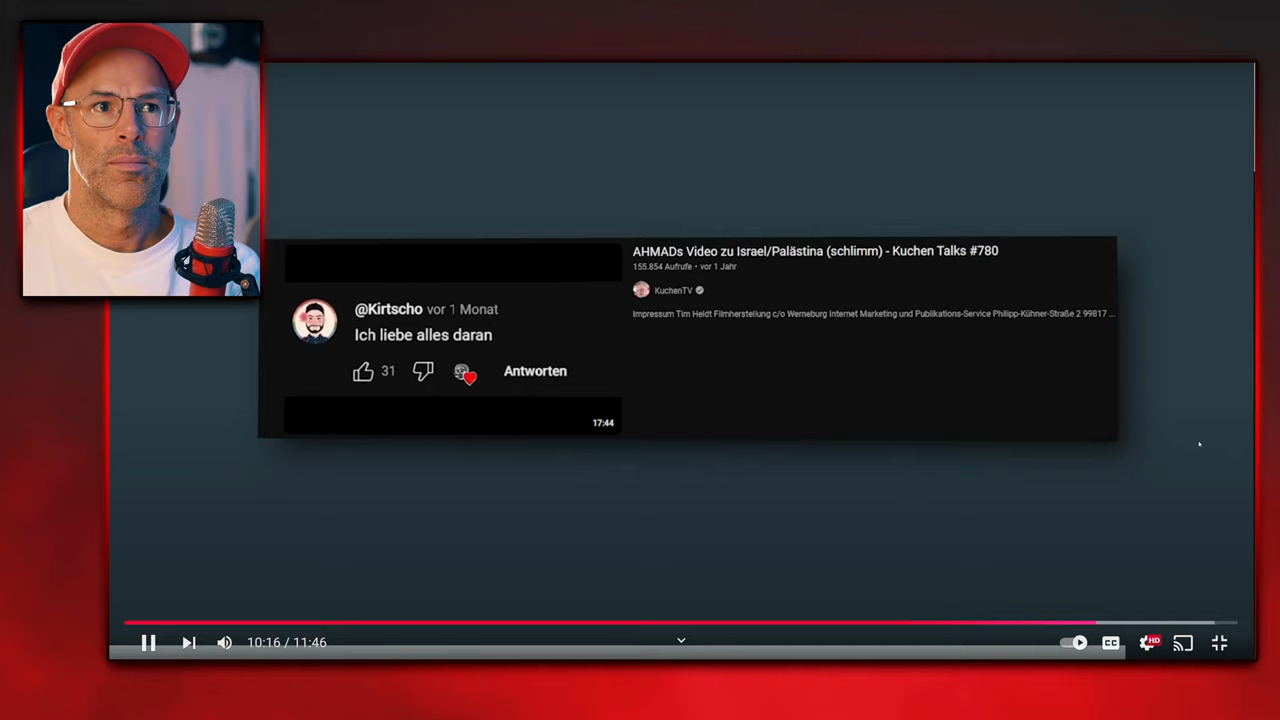 AHMADs Video zu Israel/Palästina (schlimm) - Kuchen Talks #780
155.854 Aufrufe • vor 1 Jahr
KuchenTV
Impressum Tim Heldt Filmherstellung c/o Werneburg Internet Marketing und Publikations-Service Philipp-Kühner-Straße 2 99817 ...
@Kirtscho vor 1 Monat
Ich liebe alles daran
31
Antworten
17:44
10:16 / 11:46
CC
HD